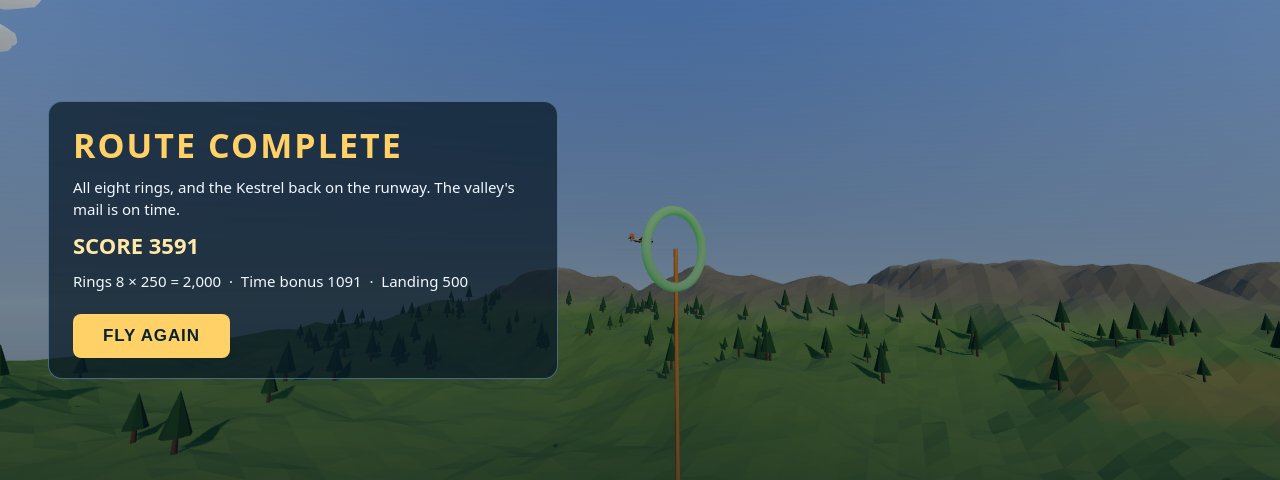 ROUTE COMPLETE
All eight rings, and the Kestrel back on the runway. The valley's
mail is on time.
SCORE 3591
Rings 8 × 250 = 2,000 · Time bonus 1091 · Landing 500
FLY AGAIN